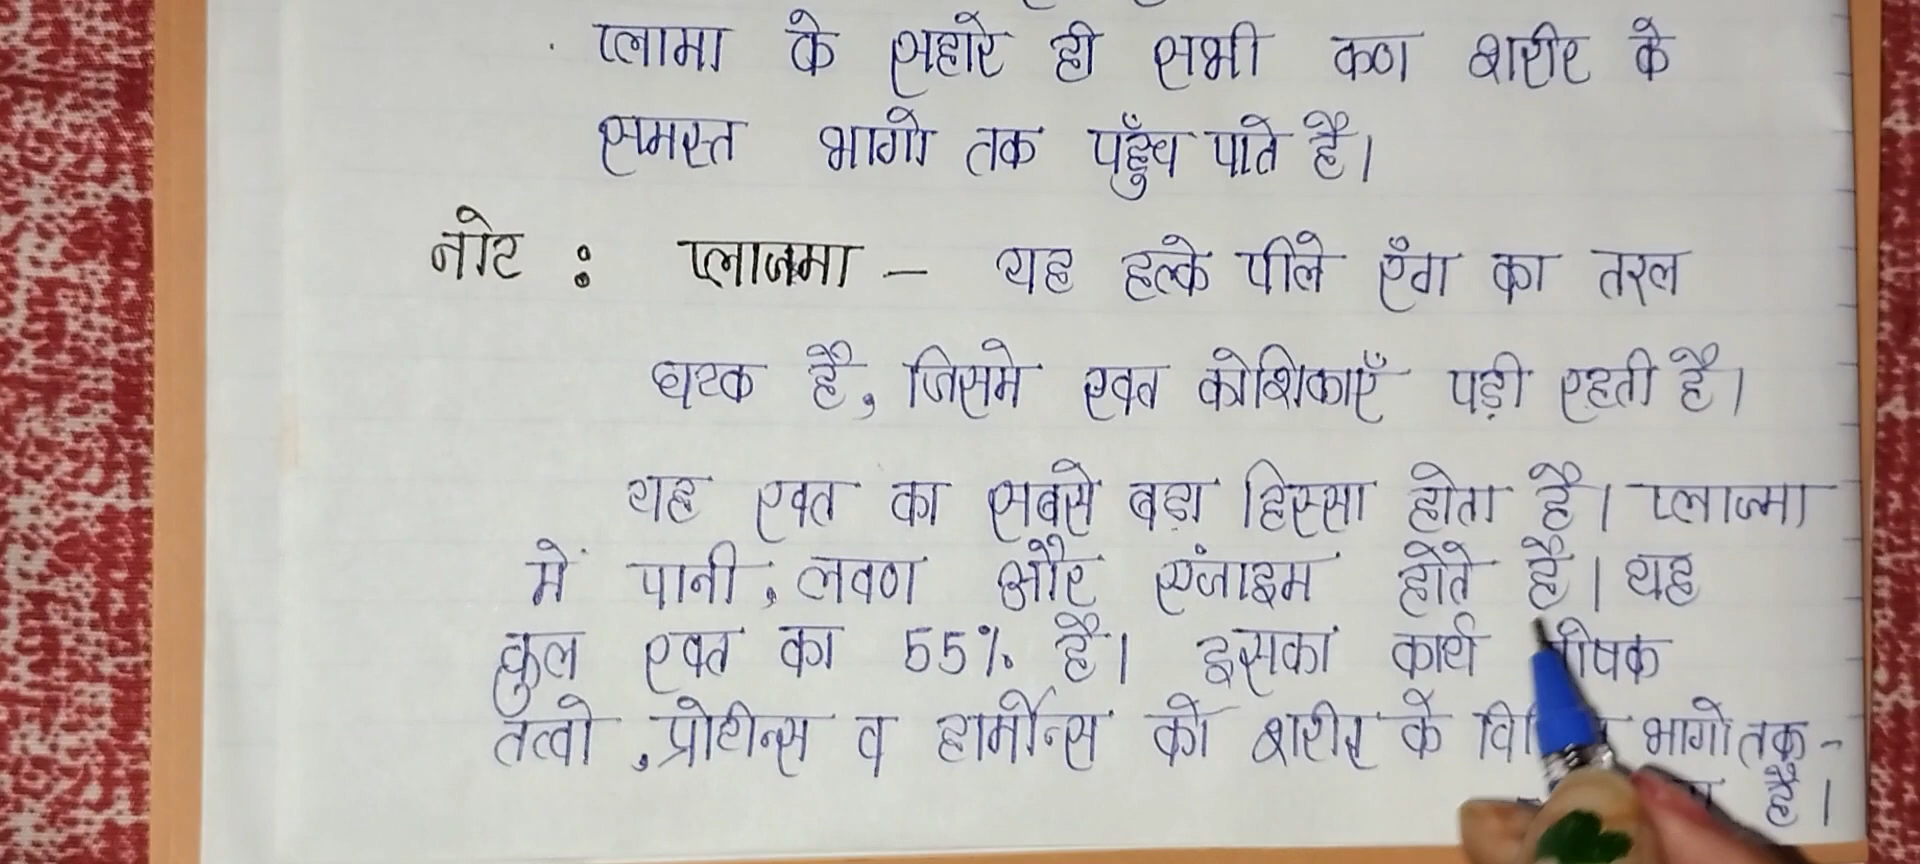 प्लामा के सहारे ही सभी कण शरीर के
समस्त भागो तक पहुँच पाते है।
नोट : प्लाजमा – यह हल्के पीले रँग का तरल
घटक है, जिसमे रक्त कोशिकाएँ पड़ी रहती है।
यह रक्त का सबसे बड़ा हिस्सा होता है। प्लाज्मा
में पानी, लवण और एंजाइम होते है। यह
कुल रक्त का 55% है। इसका कार्य
तत्वो, प्रोटीन्स व हार्मोन्स को शरीर के भागो तक -
है।